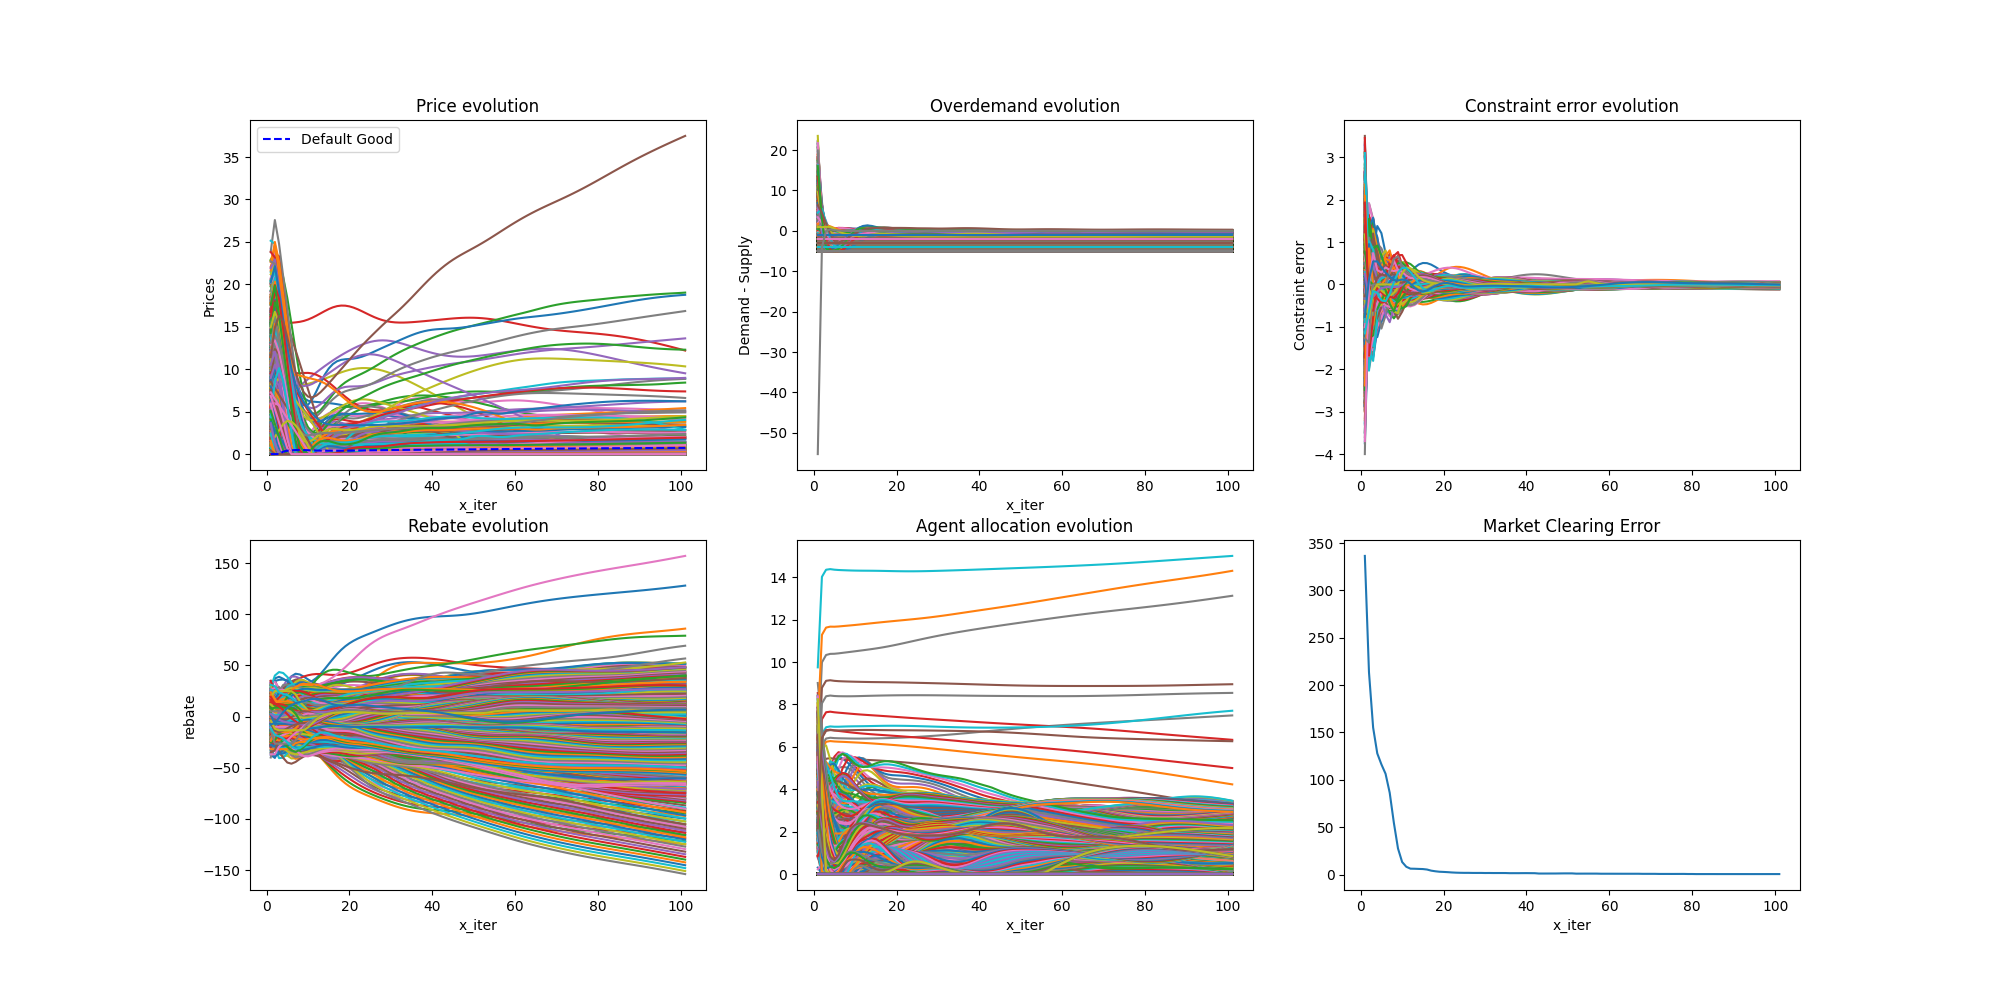 Price evolution
Prices
35
30
25
20
15
10
5
0
Default Good
0 20 40 60 80 100
x_iter
Overdemand evolution
Demand - Supply
20
10
0
−10
−20
−30
−40
−50
0 20 40 60 80 100
x_iter
Constraint error evolution
Constraint error
3
2
1
0
−1
−2
−3
−4
0 20 40 60 80 100
x_iter
Rebate evolution
rebate
150
100
50
0
−50
−100
−150
0 20 40 60 80 100
x_iter
Agent allocation evolution
14
12
10
8
6
4
2
0
0 20 40 60 80 100
x_iter
Market Clearing Error
350
300
250
200
150
100
50
0
0 20 40 60 80 100
x_iter